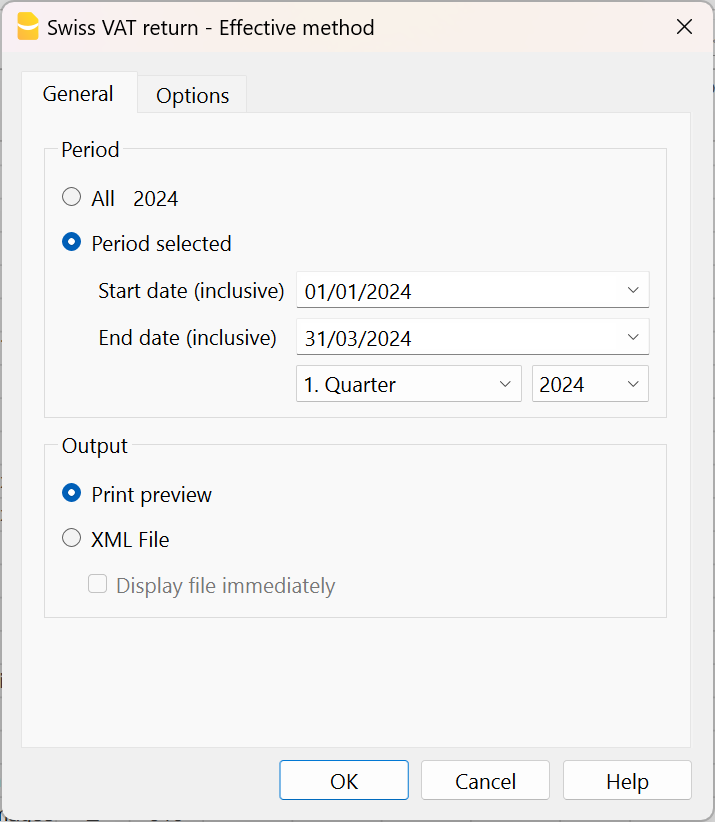 Swiss VAT return - Effective method
General Options
Period
All 2024
Period selected
Start date (inclusive) 01/01/2024
End date (inclusive) 31/03/2024
1. Quarter 2024
Output
Print preview
XML File
Display file immediately
OK Cancel Help